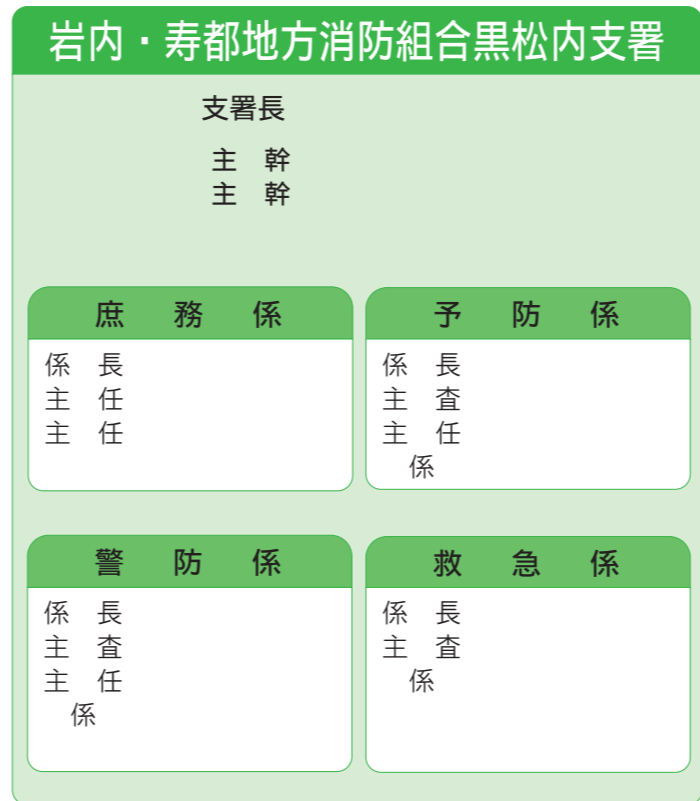 岩内・寿都地方消防組合黒松内支署
支署長
主　幹
主　幹
庶　務　係
係　長
主　任
主　任
予　防　係
係　長
主　査
主　任
係
警　防　係
係　長
主　査
主　任
係
救　急　係
係　長
主　査
係